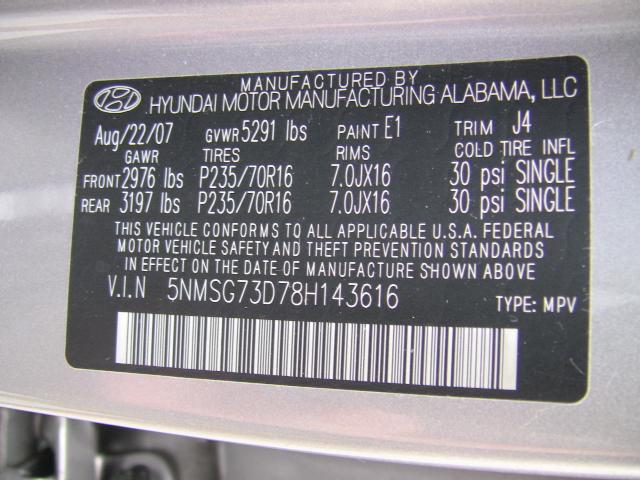 MANUFACTURED BY
HYUNDAI MOTOR MANUFACTURING ALABAMA, LLC
Aug/22/07 GVWR 5291 lbs PAINT E1 TRIM J4
GAWR TIRES RIMS COLD TIRE INFL
FRONT 2976 lbs P235/70R16 7.0JX16 30 psi SINGLE
REAR 3197 lbs P235/70R16 7.0JX16 30 psi SINGLE
THIS VEHICLE CONFORMS TO ALL APPLICABLE U.S.A. FEDERAL
MOTOR VEHICLE SAFETY AND THEFT PREVENTION STANDARDS
IN EFFECT ON THE DATE OF MANUFACTURE SHOWN ABOVE.
V.I.N 5NMSG73D78H143616 TYPE: MPV